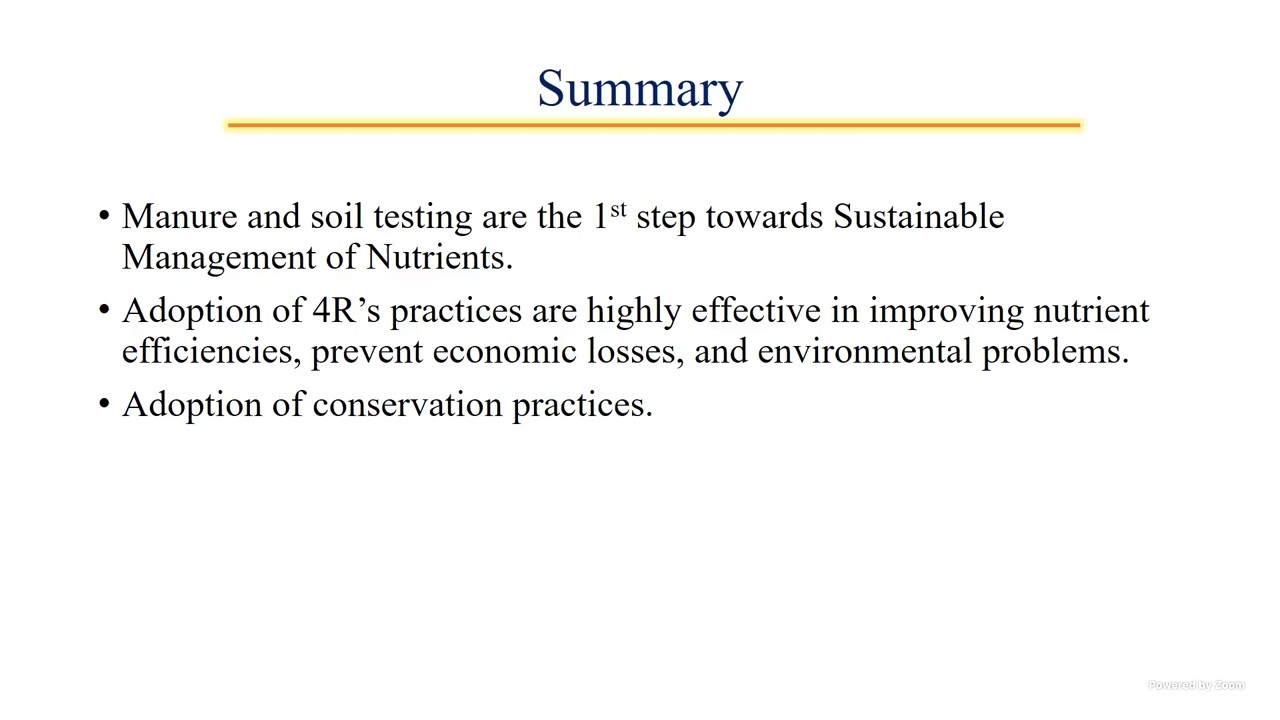 Summary
• Manure and soil testing are the 1st step towards Sustainable
Management of Nutrients.
• Adoption of 4R’s practices are highly effective in improving nutrient
efficiencies, prevent economic losses, and environmental problems.
• Adoption of conservation practices.
Powered by Zoom